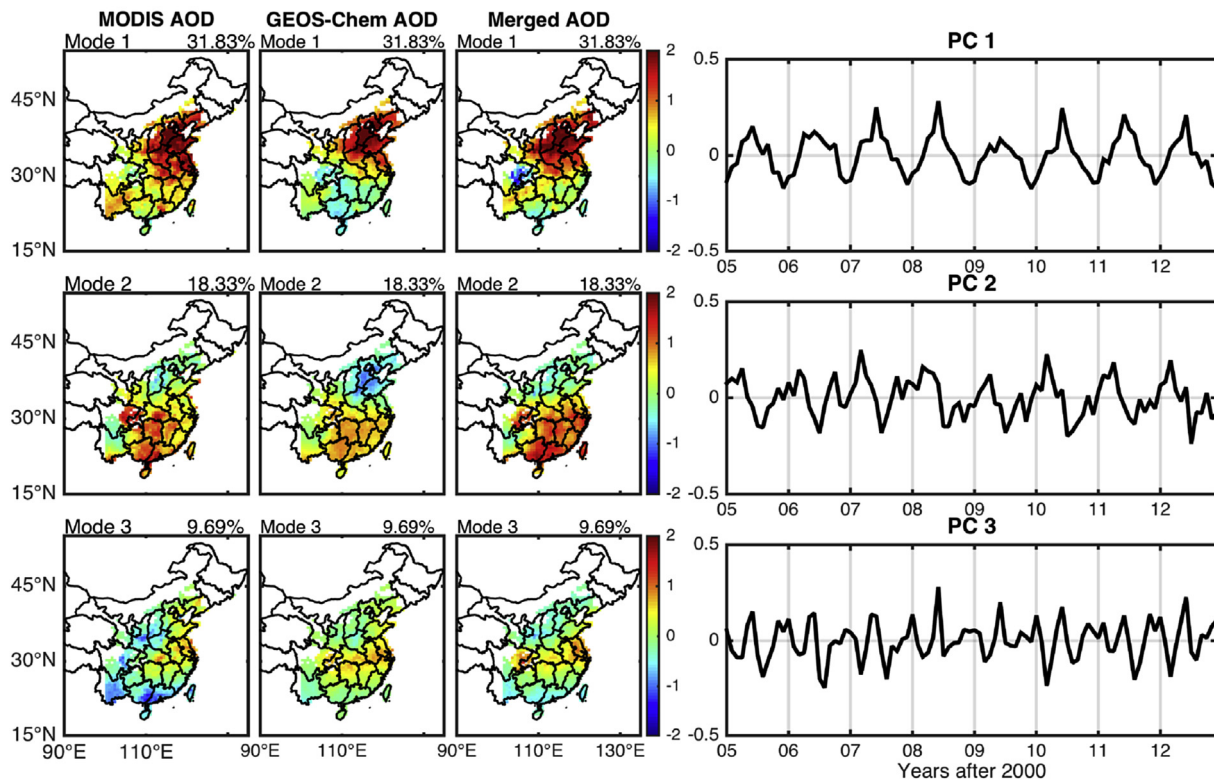 MODIS AOD GEOS-Chem AOD Merged AOD
Mode 1 31.83% Mode 1 31.83% Mode 1 31.83%
45°N
30°N
15°N
2
1
0
-1
-2
PC 1
0.5
0
-0.5
05 06 07 08 09 10 11 12
Mode 2 18.33% Mode 2 18.33% Mode 2 18.33%
45°N
30°N
15°N
2
1
0
-1
-2
PC 2
0.5
0
-0.5
05 06 07 08 09 10 11 12
Mode 3 9.69% Mode 3 9.69% Mode 3 9.69%
45°N
30°N
15°N
90°E 110°E 90°E 110°E 90°E 110°E 130°E
2
1
0
-1
-2
PC 3
0.5
0
-0.5
05 06 07 08 09 10 11 12
Years after 2000